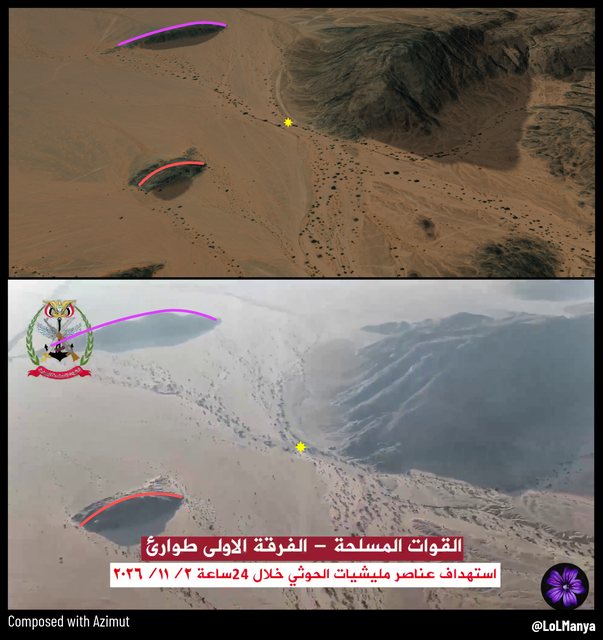 القوات المسلحة – الفرقة الاولى طوارئ
استهداف عناصر مليشيات الحوثي خلال 24ساعة ٢ / ١١/ ٢٠٢٦
Composed with Azimut
@LoLManya